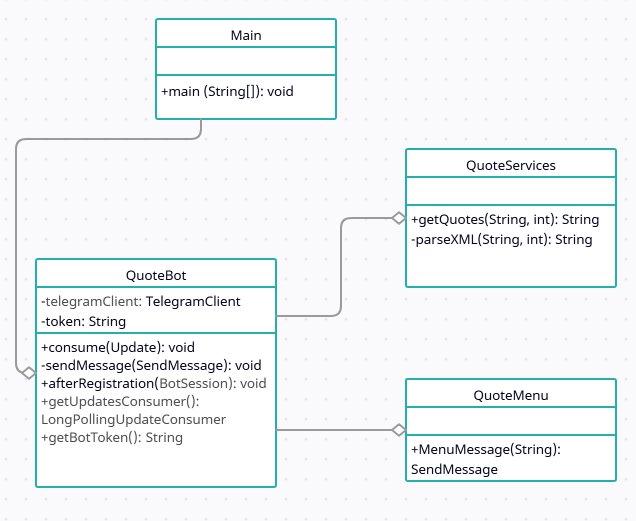 Main
+main (String[]): void
QuoteServices
+getQuotes(String, int): String
-parseXML(String, int): String
QuoteBot
-telegramClient: TelegramClient
-token: String
+consume(Update): void
-sendMessage(SendMessage): void
+afterRegistration(BotSession): void
+getUpdatesConsumer():
LongPollingUpdateConsumer
+getBotToken(): String
QuoteMenu
+MenuMessage(String):
SendMessage